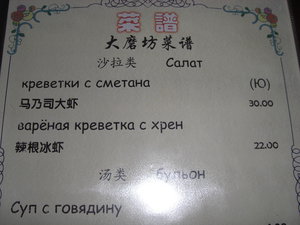 菜譜
大磨坊菜谱
沙拉类 Салат
креветки с сметана (Ю)
马乃司大虾 30.00
варёная креветка с хрен
辣根冰虾 22.00
汤类 бульон
Суп с говядину